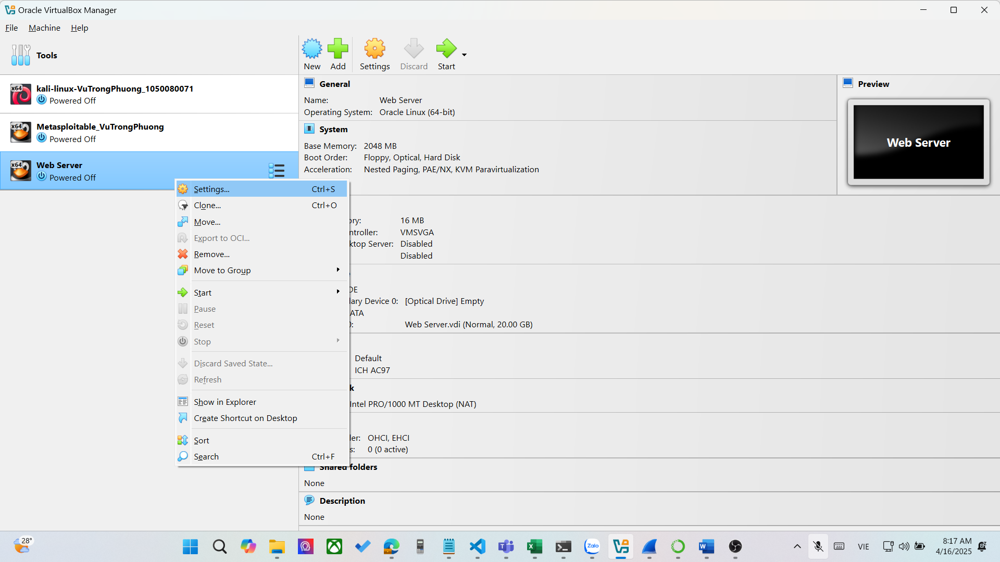 Oracle VirtualBox Manager
File Machine Help
Tools
New Add Settings Discard Start
x64 kali-linux-VuTrongPhuong_1050080071
Powered Off
x64 Metasploitable_VuTrongPhuong
Powered Off
x64 Web Server
Powered Off
Settings... Ctrl+S
Clone... Ctrl+O
Move...
Export to OCI...
Remove...
Move to Group
Start
Pause
Reset
Stop
Discard Saved State...
Refresh
Show in Explorer
Create Shortcut on Desktop
Sort
Search Ctrl+F
General
Name: Web Server
Operating System: Oracle Linux (64-bit)
System
Base Memory: 2048 MB
Boot Order: Floppy, Optical, Hard Disk
Acceleration: Nested Paging, PAE/NX, KVM Paravirtualization
Preview
Web Server
ry: 16 MB
ntroller: VMSVGA
ktop Server: Disabled
Disabled
DE
lary Device 0: [Optical Drive] Empty
ATA
0: Web Server.vdi (Normal, 20.00 GB)
Default
ICH AC97
k
Intel PRO/1000 MT Desktop (NAT)
ler: OHCI, EHCI
s: 0 (0 active)
Shared folders
None
Description
None
28°
Zalo
VIE
8:17 AM
4/16/2025